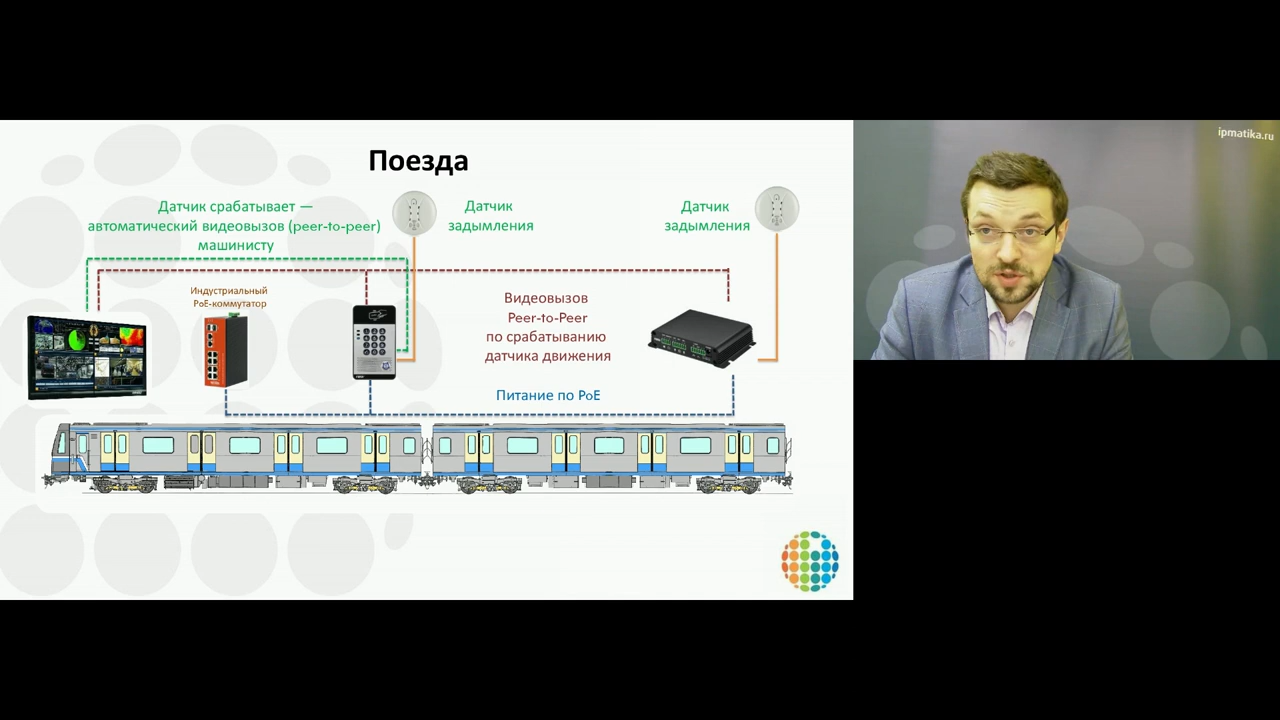 ipmatika.ru
Поезда
Датчик срабатывает —
автоматический видеовызов (peer-to-peer)
машинисту
Датчик
задымления
Датчик
задымления
Индустриальный
PoE-коммутатор
Видеовызов
Peer-to-Peer
по срабатыванию
датчика движения
Питание по PoE